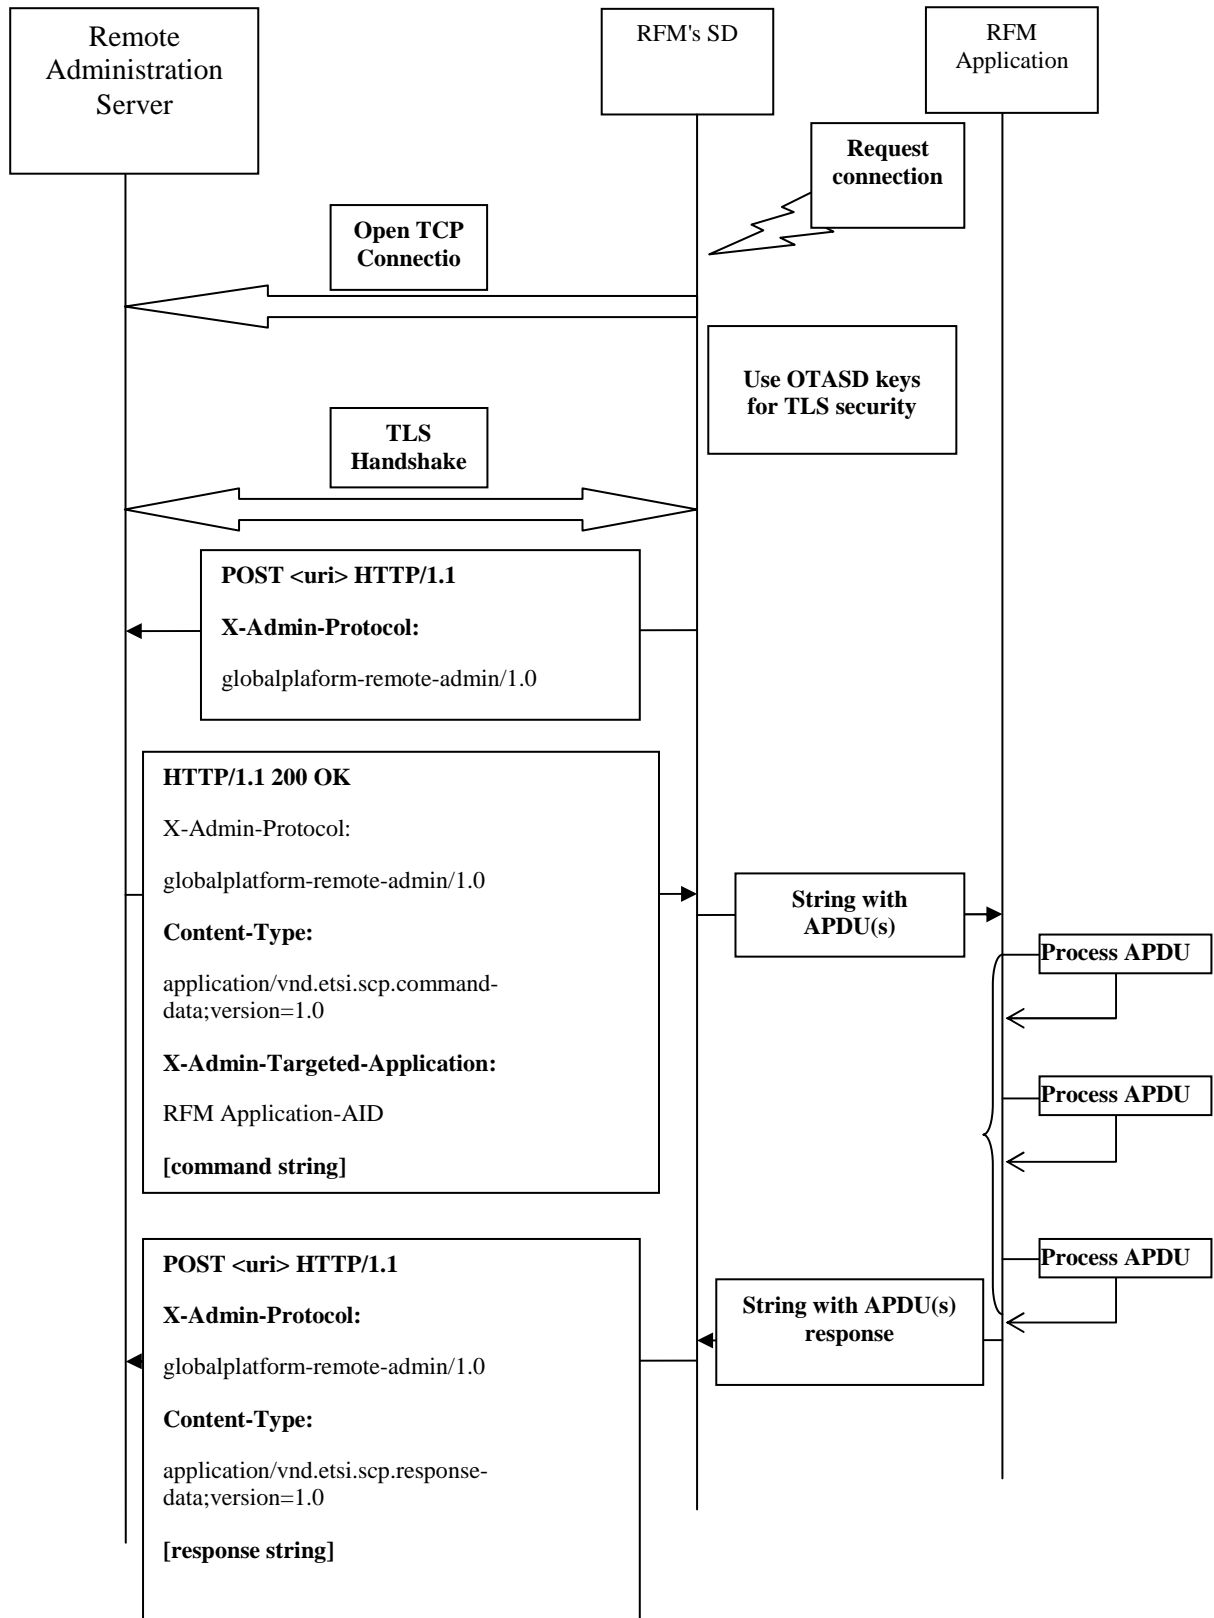 Remote
Administration
Server
RFM's SD
RFM
Application
Request
connection
Open TCP
Connectio
Use OTASD keys
for TLS security
TLS
Handshake
POST <uri> HTTP/1.1
X-Admin-Protocol:
globalplaform-remote-admin/1.0
HTTP/1.1 200 OK
X-Admin-Protocol:
globalplatform-remote-admin/1.0
Content-Type:
application/vnd.etsi.scp.command-
data;version=1.0
X-Admin-Targeted-Application:
RFM Application-AID
[command string]
String with
APDU(s)
Process APDU
Process APDU
Process APDU
String with APDU(s)
response
POST <uri> HTTP/1.1
X-Admin-Protocol:
globalplatform-remote-admin/1.0
Content-Type:
application/vnd.etsi.scp.response-
data;version=1.0
[response string]